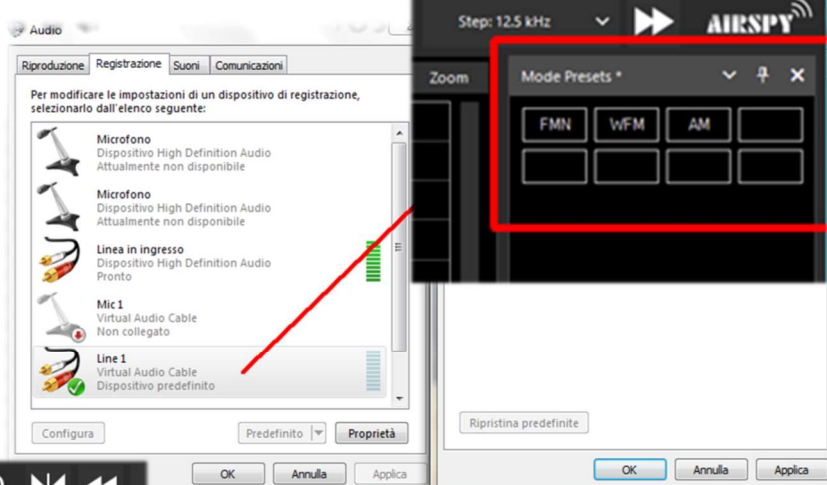 Audio
Riproduzione Registrazione Suoni Comunicazioni
Per modificare le impostazioni di un dispositivo di registrazione,
selezionarlo dall'elenco seguente:
Microfono
Dispositivo High Definition Audio
Attualmente non disponibile
Microfono
Dispositivo High Definition Audio
Attualmente non disponibile
Linea in ingresso
Dispositivo High Definition Audio
Pronto
Mic 1
Virtual Audio Cable
Non collegato
Line 1
Virtual Audio Cable
Dispositivo predefinito
Configura Predefinito Proprietà
OK Annulla Applica
Step: 12.5 kHz AIRSPY
Zoom Mode Presets *
FMN WFM AM
Ripristina predefinite
OK Annulla Applica